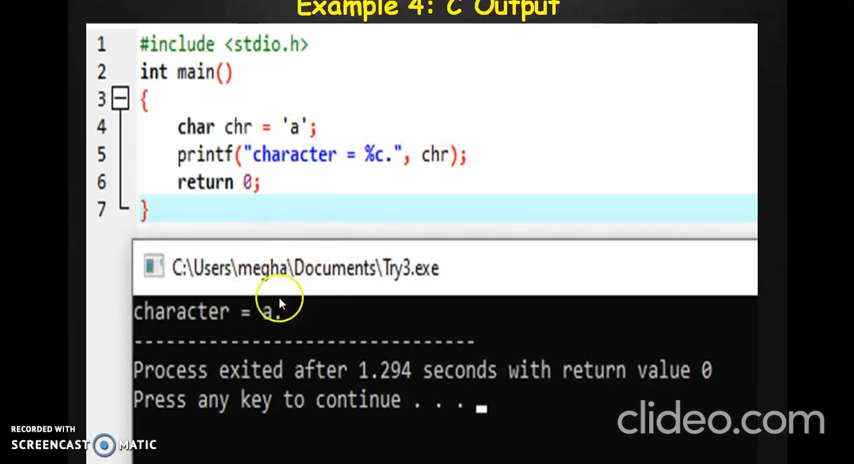 Example 4: C Output
1 #include <stdio.h>
2 int main()
3 {
4 char chr = 'a';
5 printf("character = %c.", chr);
6 return 0;
7 }
C:\Users\megha\Documents\Try3.exe
character = a.
--------------------------------
Process exited after 1.294 seconds with return value 0
Press any key to continue . . .
clideo.com
RECORDED WITH
SCREENCAST MATIC